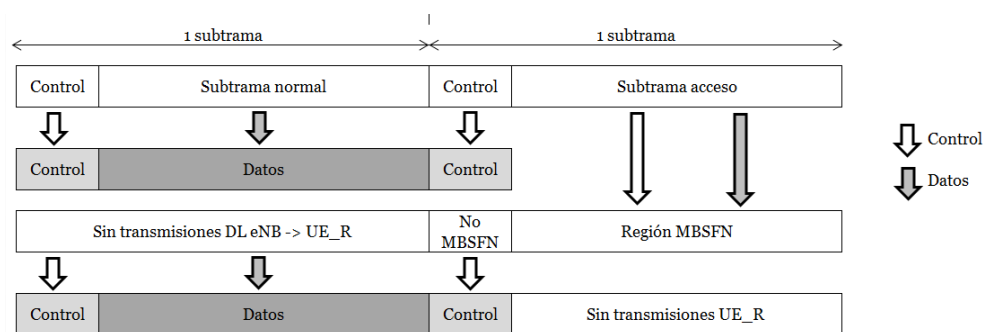 1 subtrama 1 subtrama
Control Subtrama normal Control Subtrama acceso
Control Datos Control
Control
Datos
Sin transmisiones DL eNB -> UE_R No MBSFN Región MBSFN
Control Datos Control Sin transmisiones UE_R